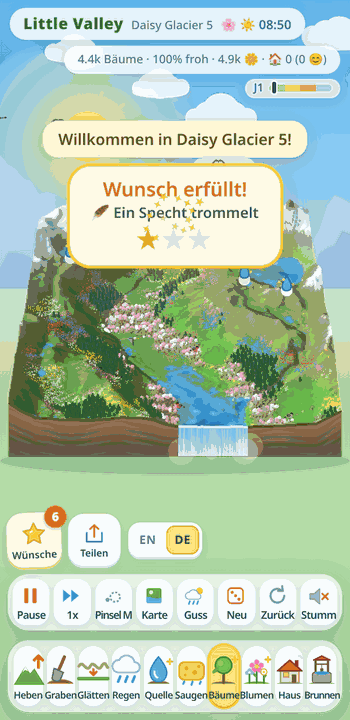 Little Valley Daisy Glacier 5 🌸 ☀️ 08:50
4.4k Bäume · 100% froh · 4.9k 🌼 · 🏠 0 (0 😊)
J1
Willkommen in Daisy Glacier 5!
Wunsch erfüllt!
🪶 Ein Specht trommelt
6
Wünsche Teilen EN DE
Pause 1x Pinsel M Karte Guss Neu Zurück Stumm
Heben Graben Glätten Regen Quelle Saugen Bäume Blumen Haus Brunnen